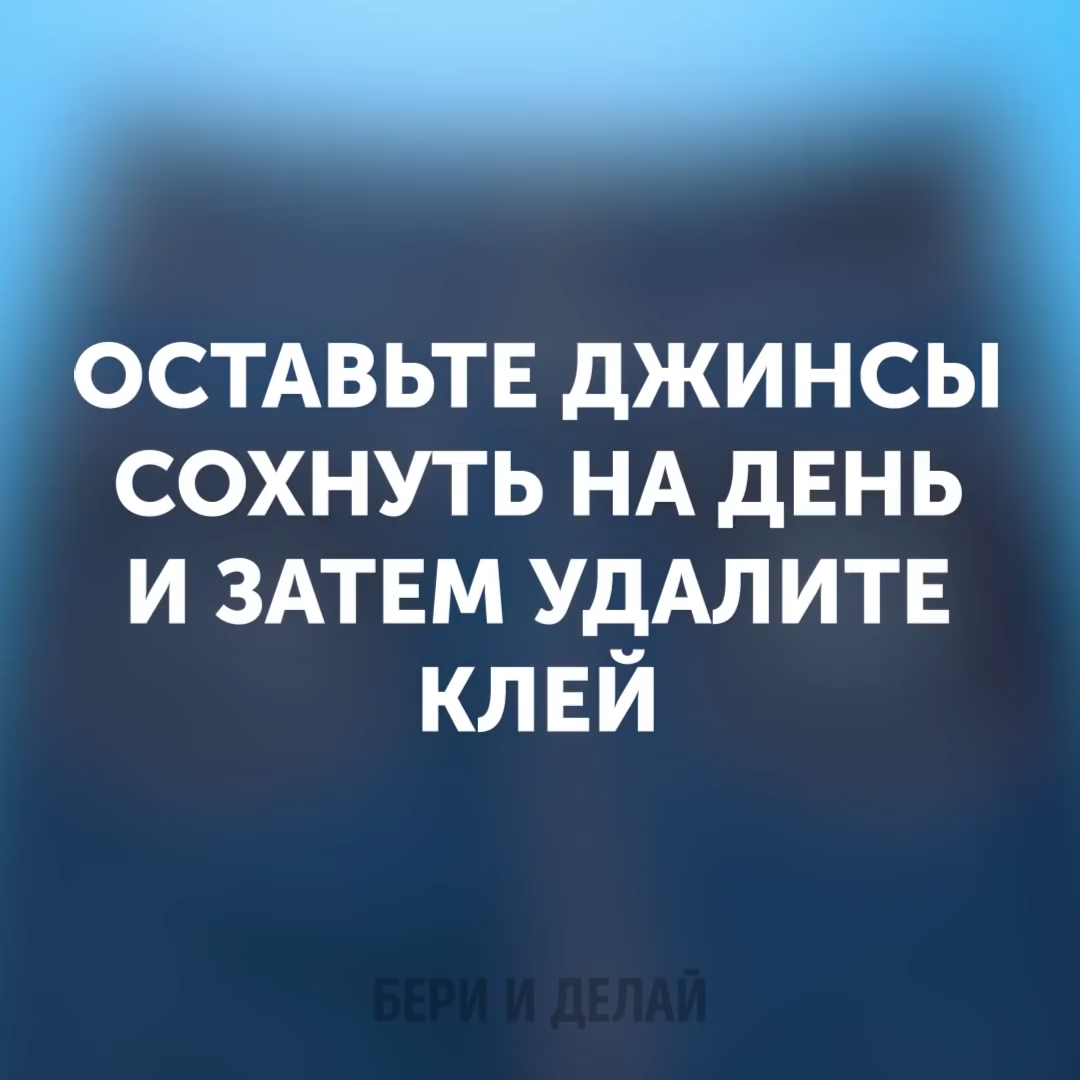 ОСТАВЬТЕ ДЖИНСЫ
СОХНУТЬ НА ДЕНЬ
И ЗАТЕМ УДАЛИТЕ
КЛЕЙ
БЕРИ И ДЕЛАЙ